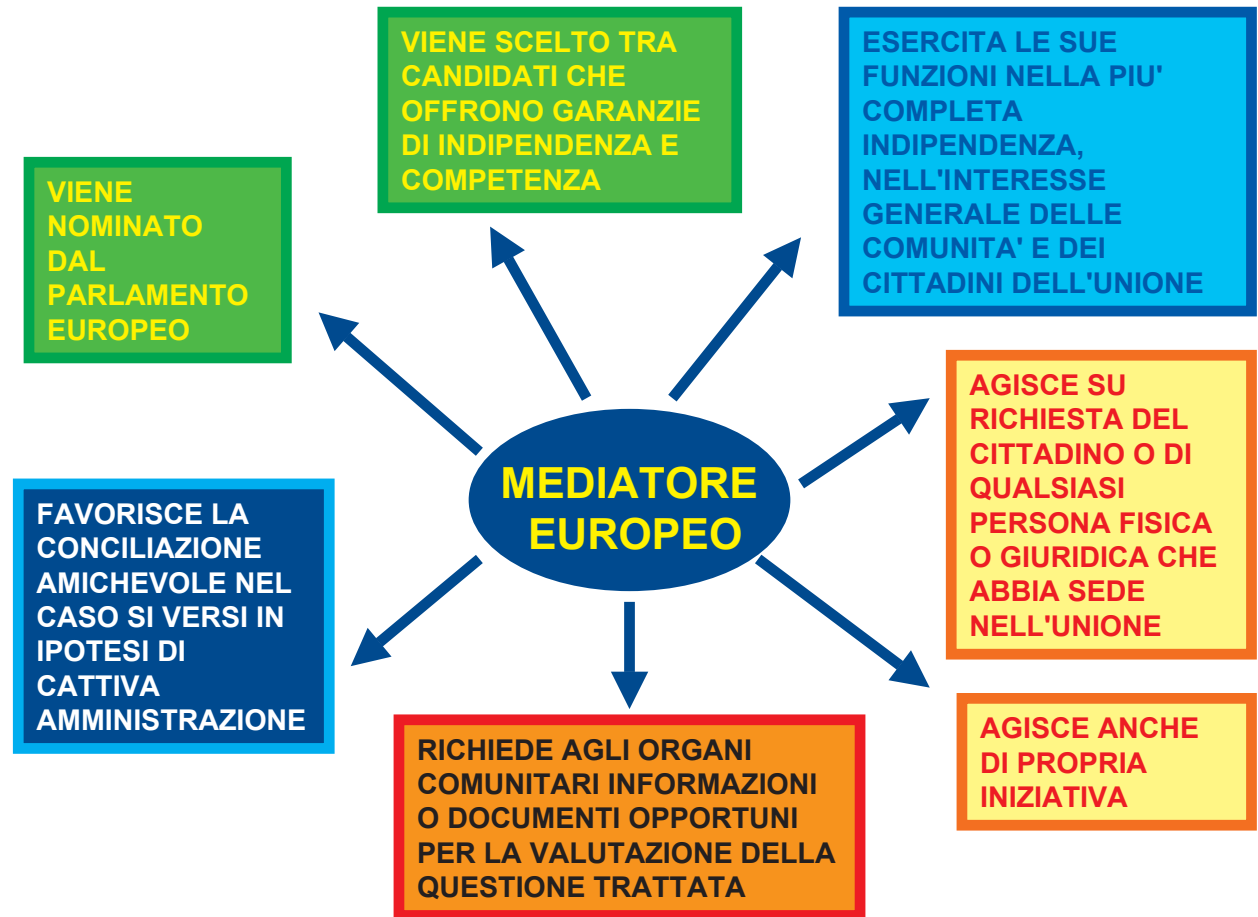 VIENE SCELTO TRA
CANDIDATI CHE
OFFRONO GARANZIE
DI INDIPENDENZA E
COMPETENZA
ESERCITA LE SUE
FUNZIONI NELLA PIU'
COMPLETA
INDIPENDENZA,
NELL'INTERESSE
GENERALE DELLE
COMUNITA' E DEI
CITTADINI DELL'UNIONE
VIENE
NOMINATO
DAL
PARLAMENTO
EUROPEO
AGISCE SU
RICHIESTA DEL
CITTADINO O DI
QUALSIASI
PERSONA FISICA
O GIURIDICA CHE
ABBIA SEDE
NELL'UNIONE
MEDIATORE
EUROPEO
FAVORISCE LA
CONCILIAZIONE
AMICHEVOLE NEL
CASO SI VERSI IN
IPOTESI DI
CATTIVA
AMMINISTRAZIONE
AGISCE ANCHE
DI PROPRIA
INIZIATIVA
RICHIEDE AGLI ORGANI
COMUNITARI INFORMAZIONI
O DOCUMENTI OPPORTUNI
PER LA VALUTAZIONE DELLA
QUESTIONE TRATTATA